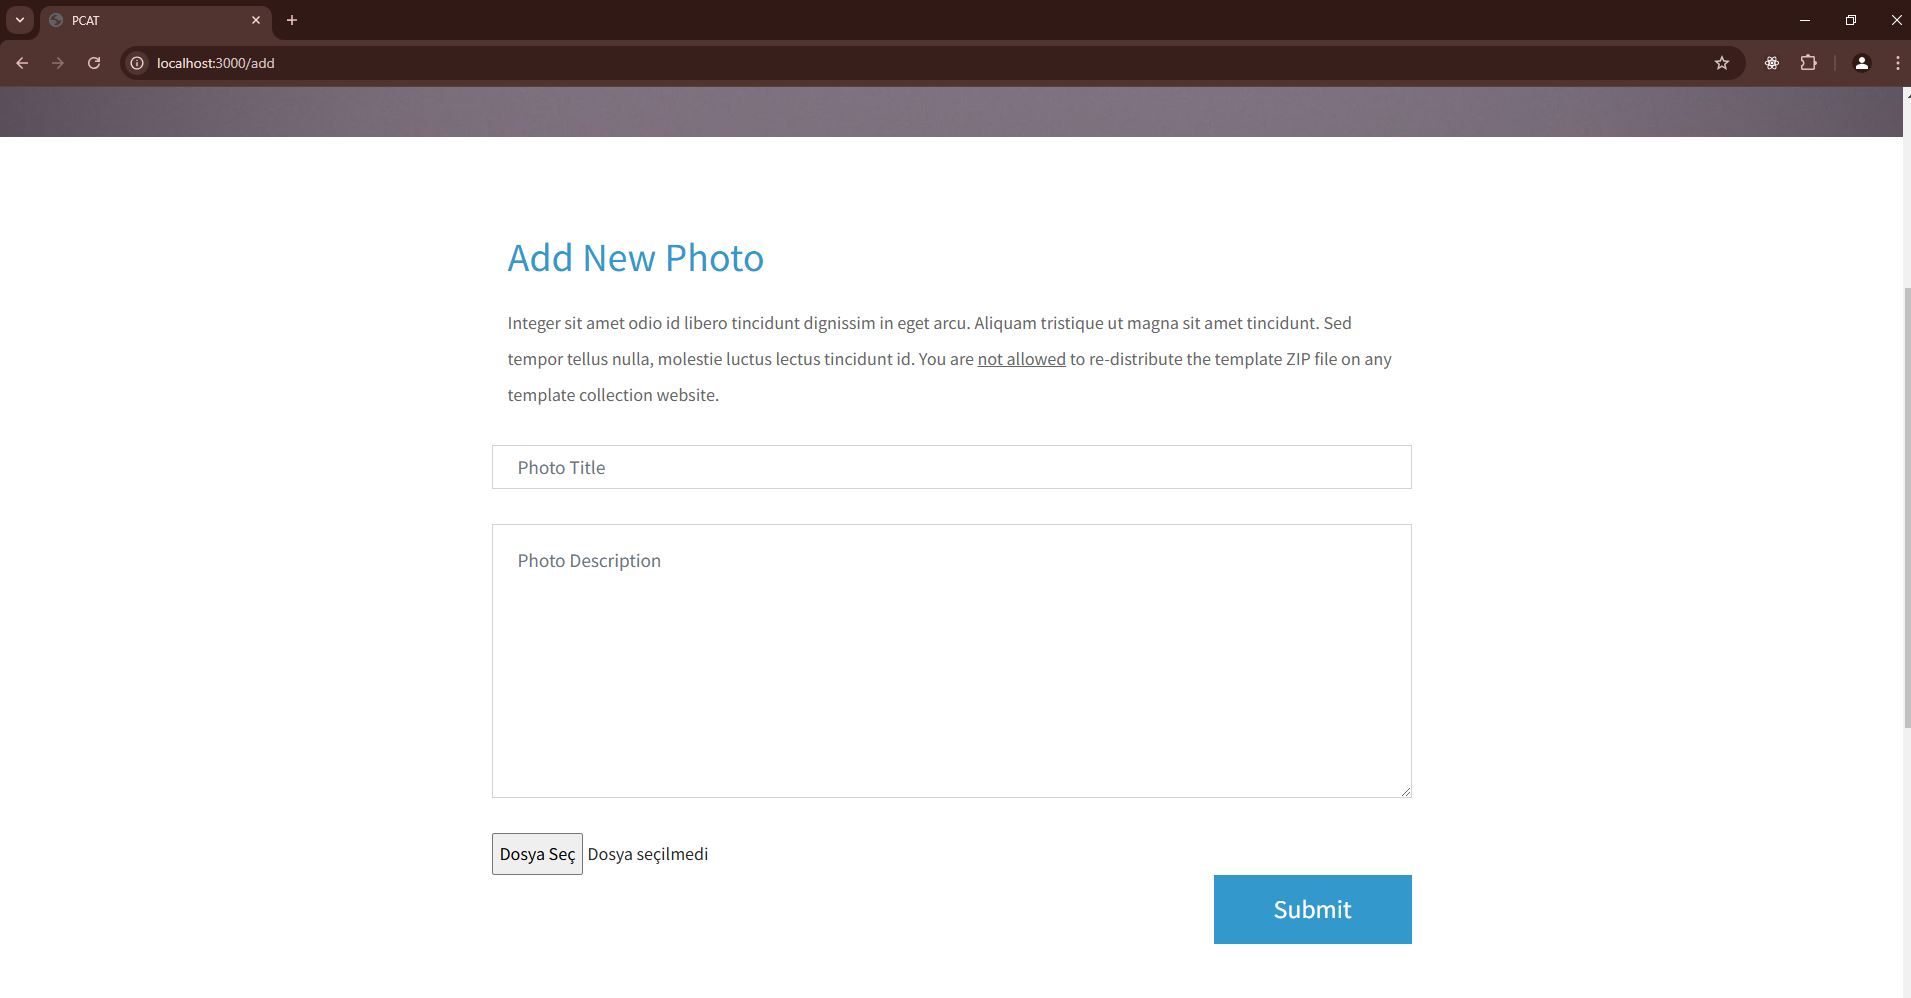 PCAT
localhost:3000/add
Add New Photo
Integer sit amet odio id libero tincidunt dignissim in eget arcu. Aliquam tristique ut magna sit amet tincidunt. Sed
tempor tellus nulla, molestie luctus lectus tincidunt id. You are not allowed to re-distribute the template ZIP file on any
template collection website.
Photo Title
Photo Description
Dosya Seç Dosya seçilmedi
Submit